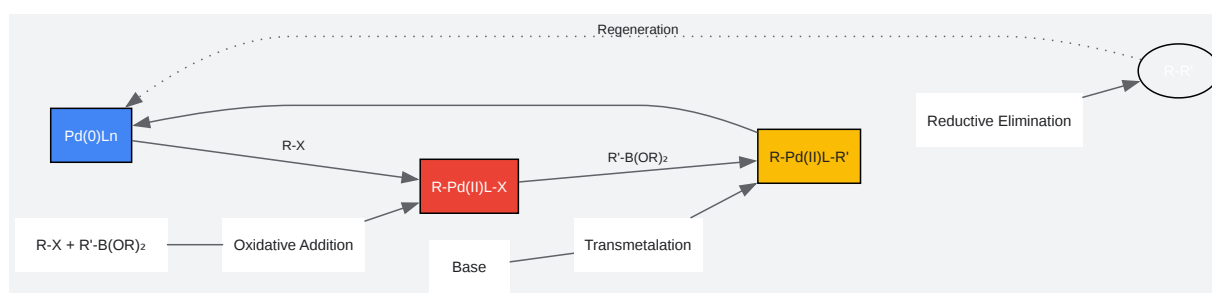 Regeneration
R-R'
Pd(0)Ln
R-X
Reductive Elimination
R'-B(OR)₂
R-Pd(II)L-R'
R-Pd(II)L-X
R-X + R'-B(OR)₂
Oxidative Addition
Transmetalation
Base